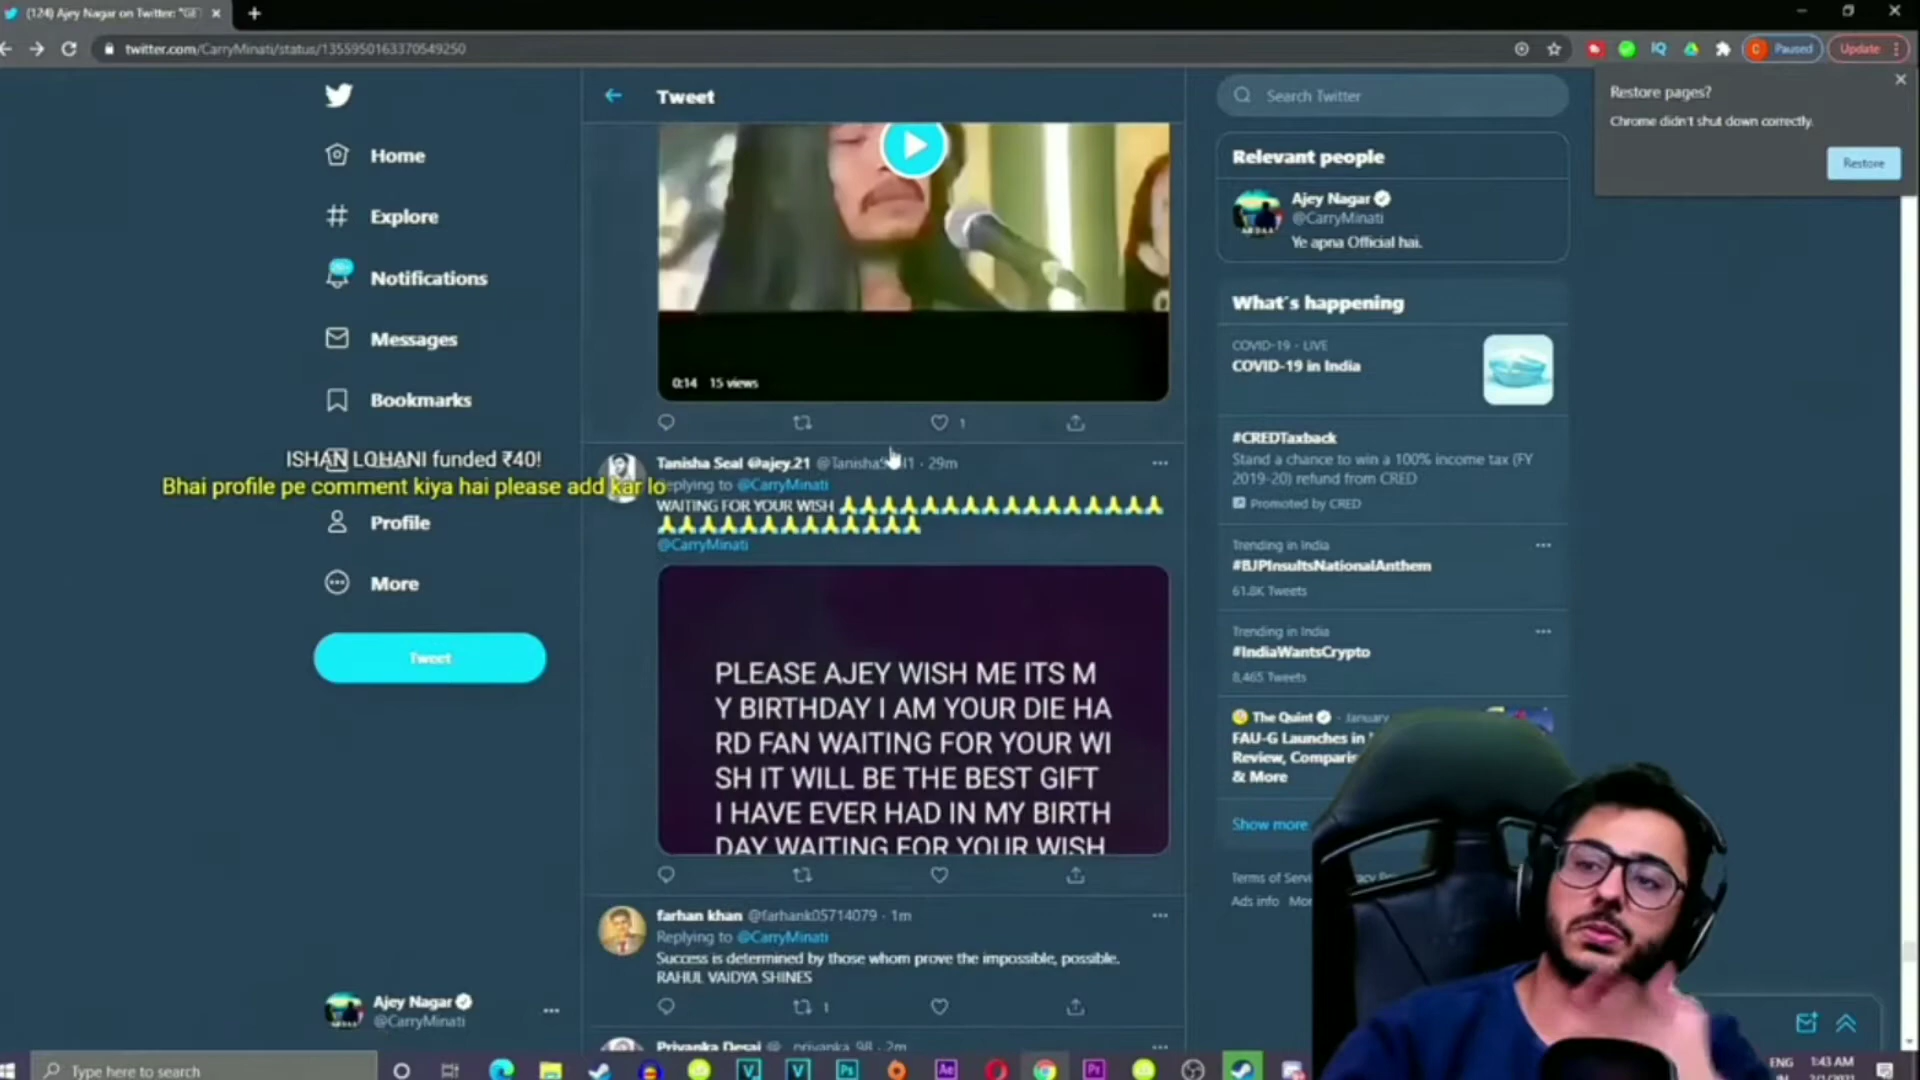 (124) Ajey Nagar on Twitter: "GE
twitter.com/CarryMinati/status/1355950163370549250
Paused
Update
Restore pages?
Chrome didn't shut down correctly.
Restore
Home
Explore
Notifications
Messages
Bookmarks
Profile
More
Tweet
ISHAN LOHANI funded ₹40!
Bhai profile pe comment kiya hai please add kar lo
Ajey Nagar
@CarryMinati
Tweet
0:14 15 views
1
Tanisha Seal @ajey.21 · 29m
Replying to @CarryMinati
WAITING FOR YOUR WISH 🙏🙏🙏🙏🙏🙏🙏🙏🙏🙏🙏🙏🙏🙏🙏
🙏🙏🙏🙏🙏🙏🙏🙏🙏🙏🙏🙏🙏
@CarryMinati
PLEASE AJEY WISH ME ITS M
Y BIRTHDAY I AM YOUR DIE HA
RD FAN WAITING FOR YOUR WI
SH IT WILL BE THE BEST GIFT
I HAVE EVER HAD IN MY BIRTH
DAY WAITING FOR YOUR WISH
farhan khan @farhank05714079 · 1m
Replying to @CarryMinati
Success is determined by those whom prove the impossible, possible.
RAHUL VAIDYA SHINES
1
Priyanka Desai @_priyanka_98 · 2m
Search Twitter
Relevant people
Ajey Nagar
@CarryMinati
Ye apna Official hai.
What's happening
COVID-19 · LIVE
COVID-19 in India
#CREDTaxback
Stand a chance to win a 100% income tax (FY
2019-20) refund from CRED
Promoted by CRED
Trending in India
#BJPInsultsNationalAnthem
61.8K Tweets
Trending in India
#IndiaWantsCrypto
8,465 Tweets
The Quint · January
FAU-G Launches in
Review,
& More
Show more
Terms of
Ads info
Type here to search
ENG
1:43 AM